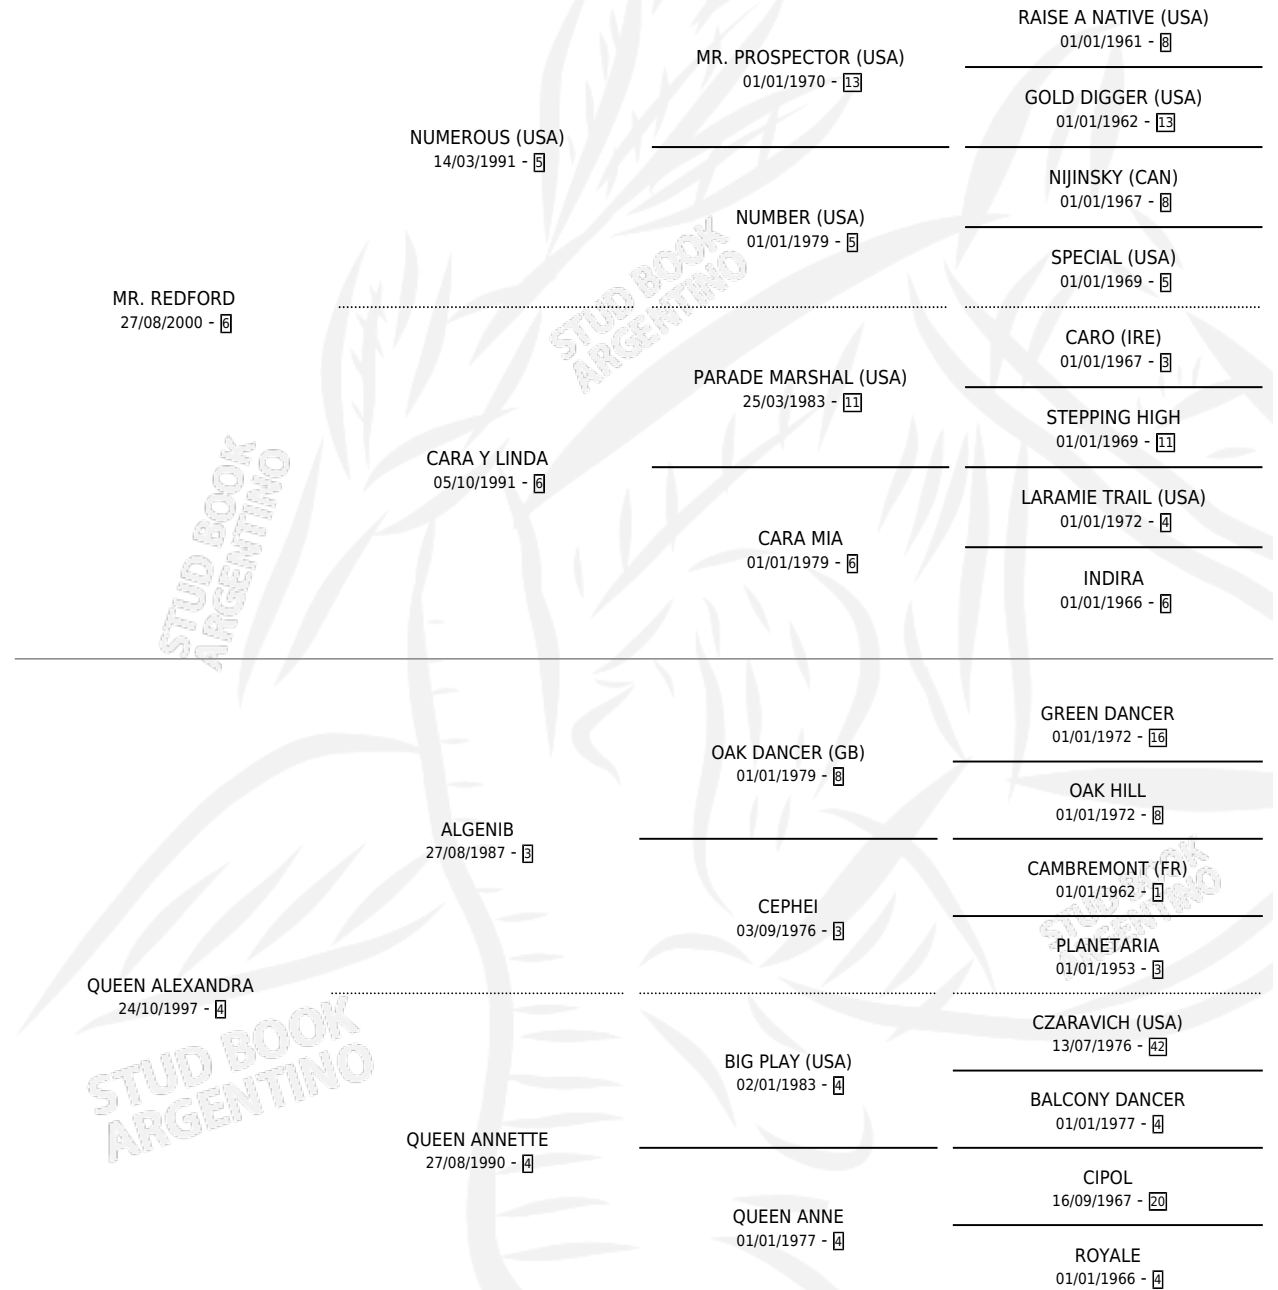 RAISE A NATIVE (USA)
01/01/1961 - 8
MR. PROSPECTOR (USA)
01/01/1970 - 13
GOLD DIGGER (USA)
01/01/1962 - 13
NUMEROUS (USA)
14/03/1991 - 5
NIJINSKY (CAN)
01/01/1967 - 8
NUMBER (USA)
01/01/1979 - 5
SPECIAL (USA)
01/01/1969 - 5
MR. REDFORD
27/08/2000 - 6
CARO (IRE)
01/01/1967 - 3
PARADE MARSHAL (USA)
25/03/1983 - 11
STEPPING HIGH
01/01/1969 - 11
CARA Y LINDA
05/10/1991 - 6
LARAMIE TRAIL (USA)
01/01/1972 - 4
CARA MIA
01/01/1979 - 6
INDIRA
01/01/1966 - 6
GREEN DANCER
01/01/1972 - 16
OAK DANCER (GB)
01/01/1979 - 8
OAK HILL
01/01/1972 - 8
ALGENIB
27/08/1987 - 3
CAMBREMONT (FR)
01/01/1962 - 1
CEPHEI
03/09/1976 - 3
PLANETARIA
01/01/1953 - 3
QUEEN ALEXANDRA
24/10/1997 - 4
CZARAVICH (USA)
13/07/1976 - 42
BIG PLAY (USA)
02/01/1983 - 4
BALCONY DANCER
01/01/1977 - 4
QUEEN ANNETTE
27/08/1990 - 4
CIPOL
16/09/1967 - 20
QUEEN ANNE
01/01/1977 - 4
ROYALE
01/01/1966 - 4
STUD BOOK
ARGENTINO
STUD BOOK
ARGENTINO
STUD BOOK
ARGENTINO
STUD BOOK
ARGENTINO